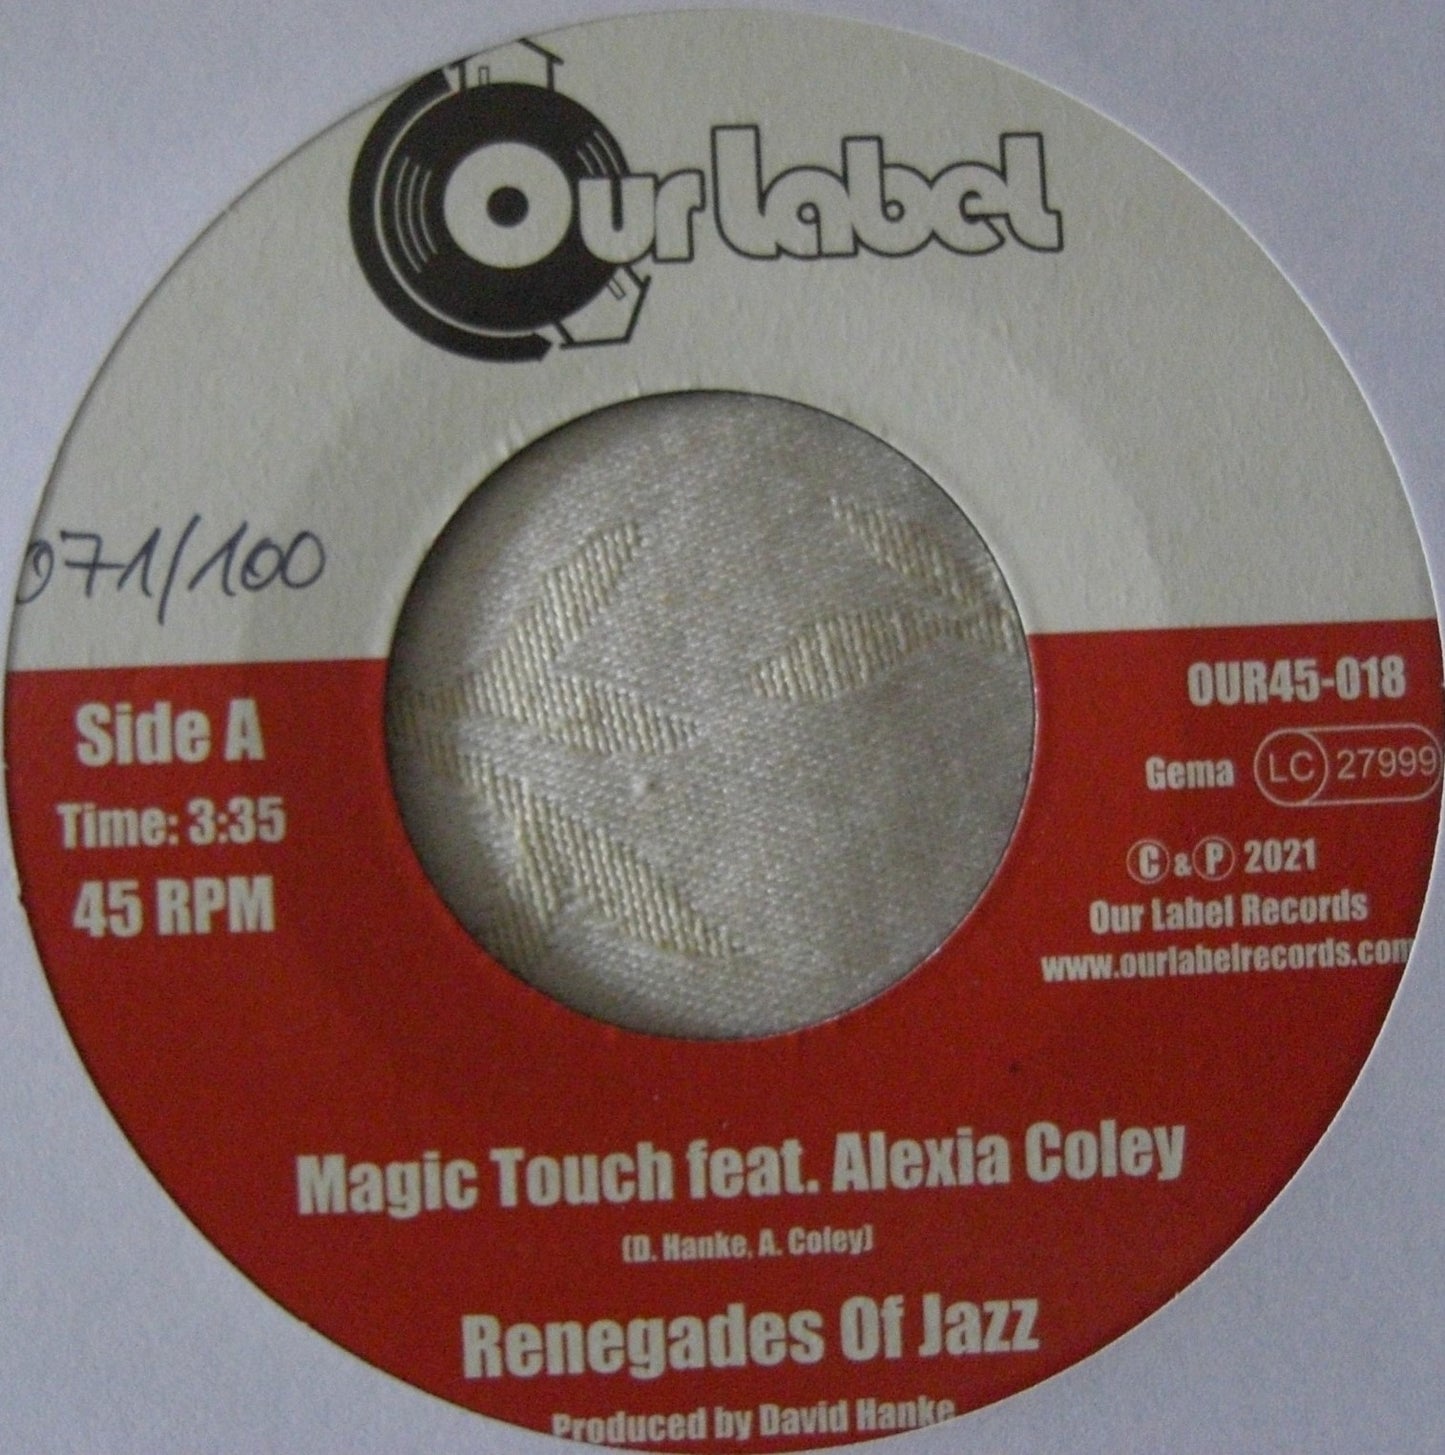 Our Label
071/100
Side A
Time: 3:35
45 RPM
OUR45-018
Gema LC 27999
Ⓒ & Ⓟ 2021
Our Label Records
www.ourlabelrecords.com
Magic Touch feat. Alexia Coley
(D. Hanke, A. Coley)
Renegades Of Jazz
Produced by David Hanke